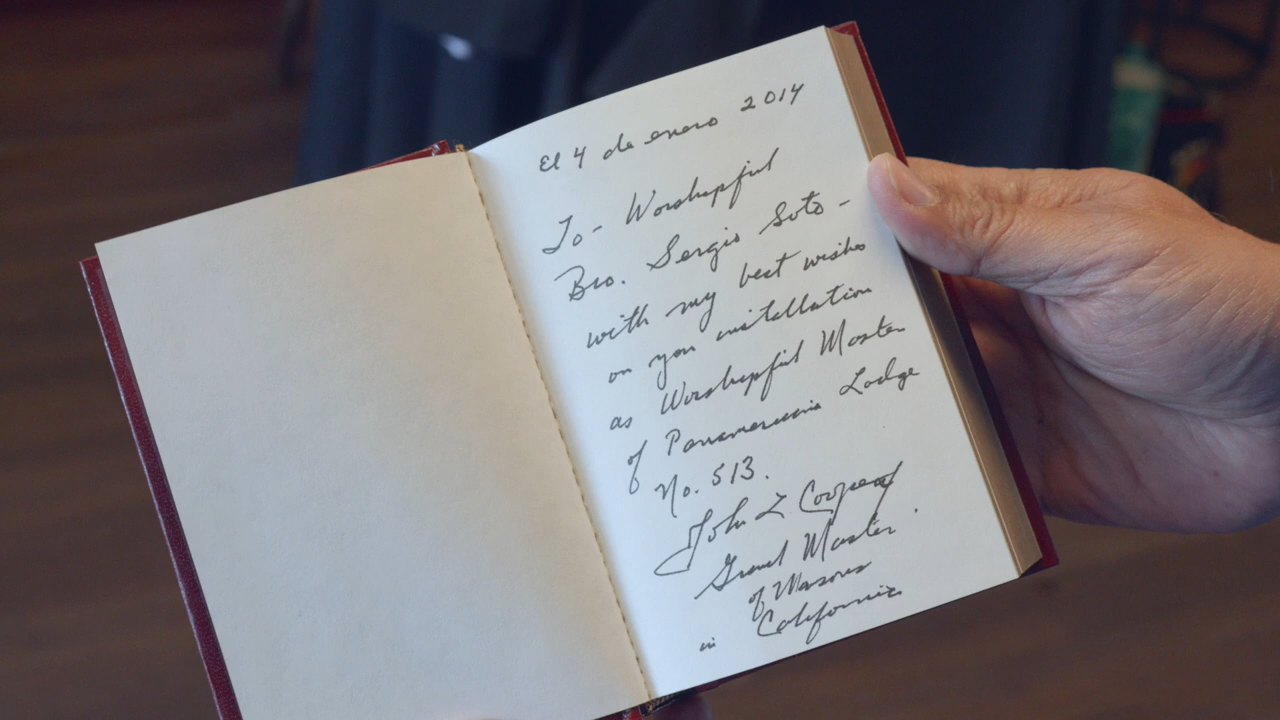 El 4 de enero 2014
To- Worshipful
Bro. Sergio Soto-
with my best wishes
on you installation
as Worshipful Master
of Panamericana Lodge
No. 513.
John L Cooper
Grand Master
of Masons
in California